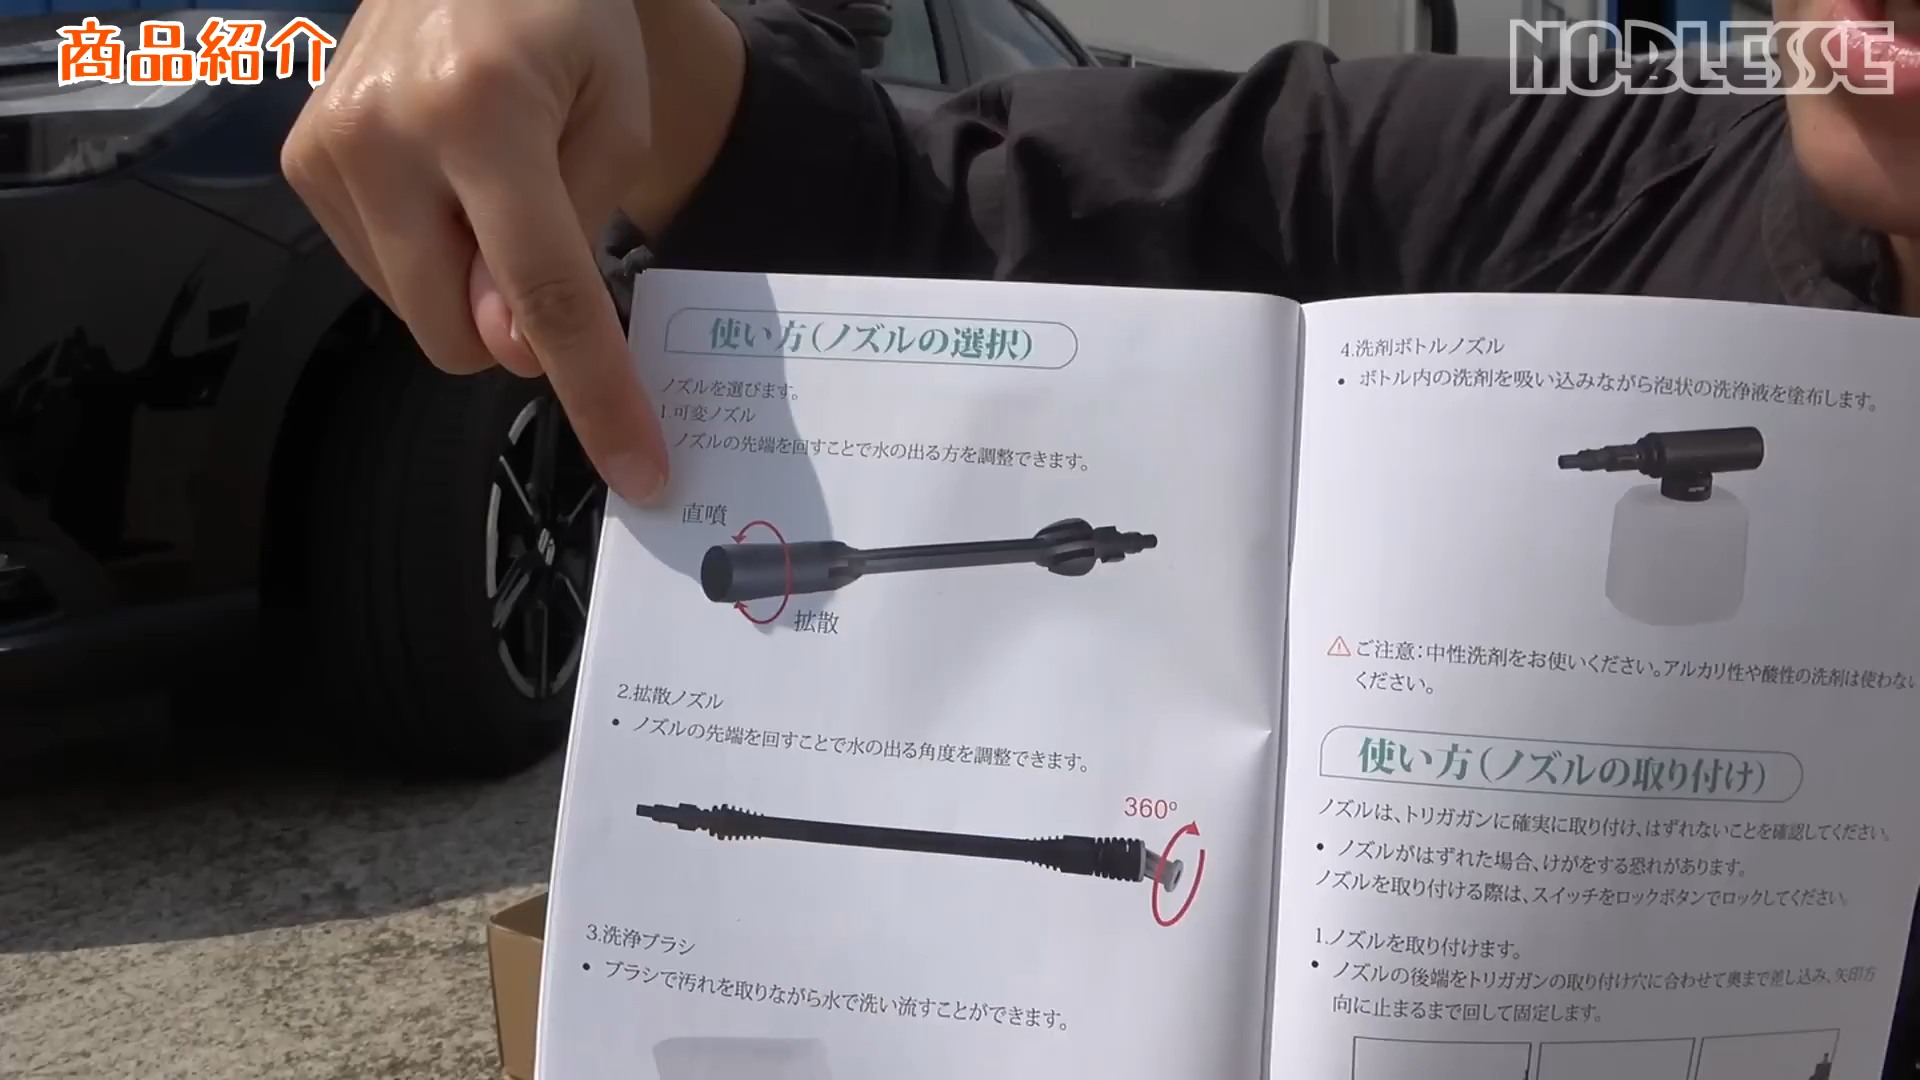 商品紹介
NOBLESSE
使い方(ノズルの選択)
ノズルを選びます。
1.可変ノズル
ノズルの先端を回すことで水の出る方を調整できます。
直噴
拡散
2.拡散ノズル
• ノズルの先端を回すことで水の出る角度を調整できます。
360°
3.洗浄ブラシ
• ブラシで汚れを取りながら水で洗い流すことができます。
4.洗剤ボトルノズル
• ボトル内の洗剤を吸い込みながら泡状の洗浄液を塗布します。
ご注意:中性洗剤をお使いください。アルカリ性や酸性の洗剤は使わない
ください。
使い方(ノズルの取り付け)
ノズルは、トリガガンに確実に取り付け、はずれないことを確認してください。
• ノズルがはずれた場合、けがをする恐れがあります。
ノズルを取り付ける際は、スイッチをロックボタンでロックしてください。
1.ノズルを取り付けます。
• ノズルの後端をトリガガンの取り付け穴に合わせて奥まで差し込み、矢印方
向に止まるまで回して固定します。